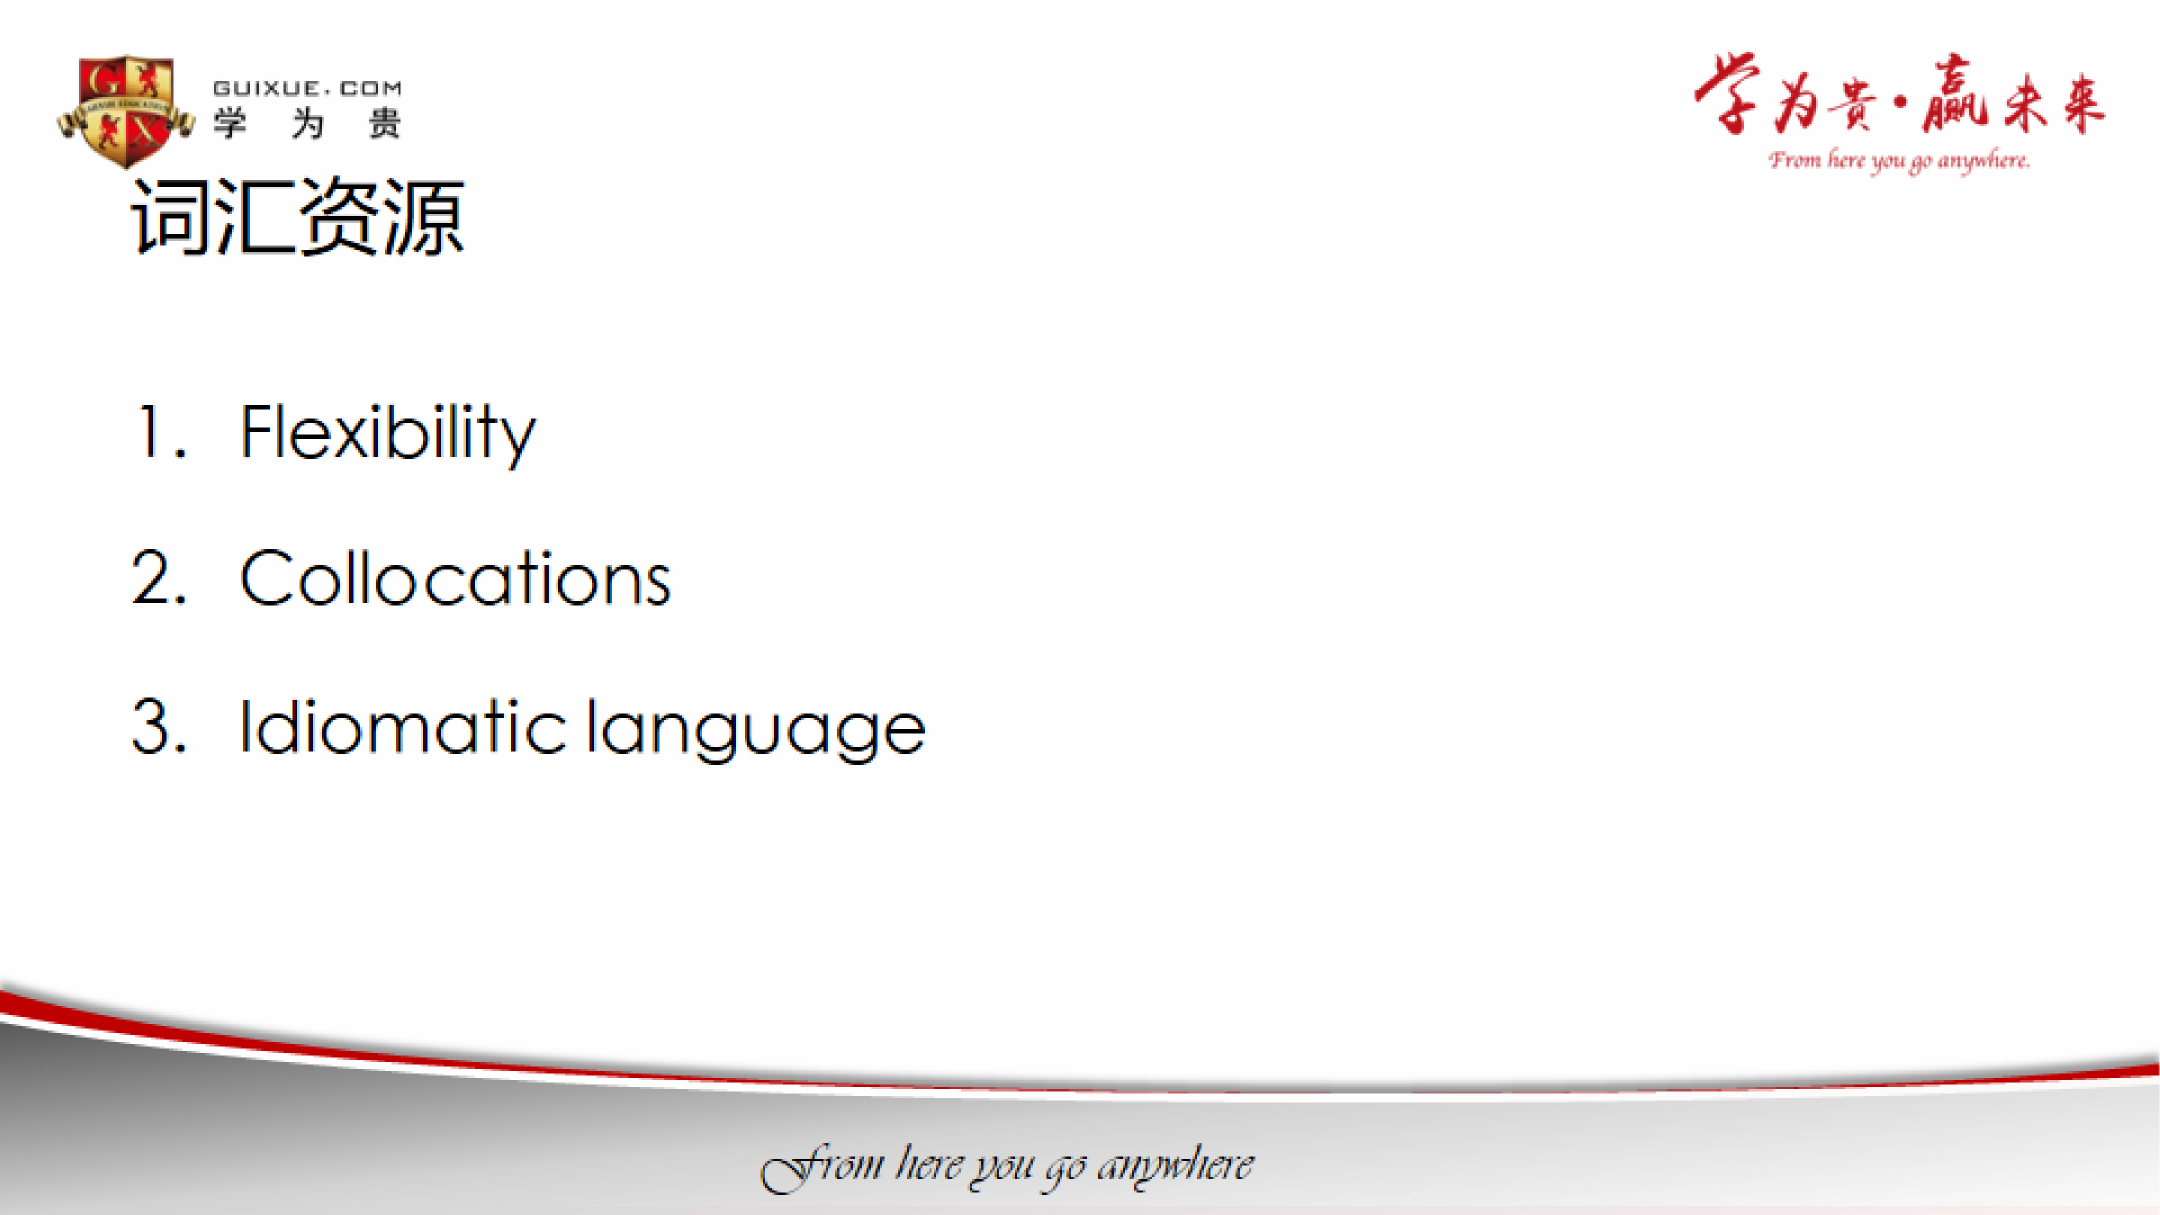 GUIXUE.COM
学为贵
学为贵·赢未来
From here you go anywhere.
词汇资源
1. Flexibility
2. Collocations
3. Idiomatic language
From here you go anywhere